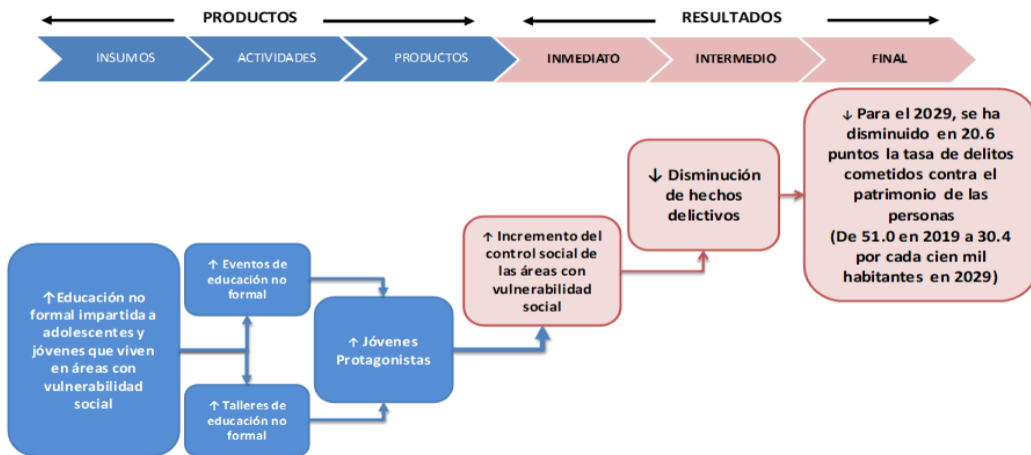 PRODUCTOS
RESULTADOS
INSUMOS
ACTIVIDADES
PRODUCTOS
INMEDIATO
INTERMEDIO
FINAL
↓ Para el 2029, se ha
disminuido en 20.6
puntos la tasa de delitos
cometidos contra el
patrimonio de las
personas
(De 51.0 en 2019 a 30.4
por cada cien mil
habitantes en 2029)
↓ Disminución
de hechos
delictivos
↑ Incremento del
control social de
las áreas con
vulnerabilidad
social
↑ Eventos de
educación no
formal
↑Educación no
formal impartida a
adolescentes y
jóvenes que viven
en áreas con
vulnerabilidad
social
↑ Jóvenes
Protagonistas
↑ Talleres de
educación no
formal